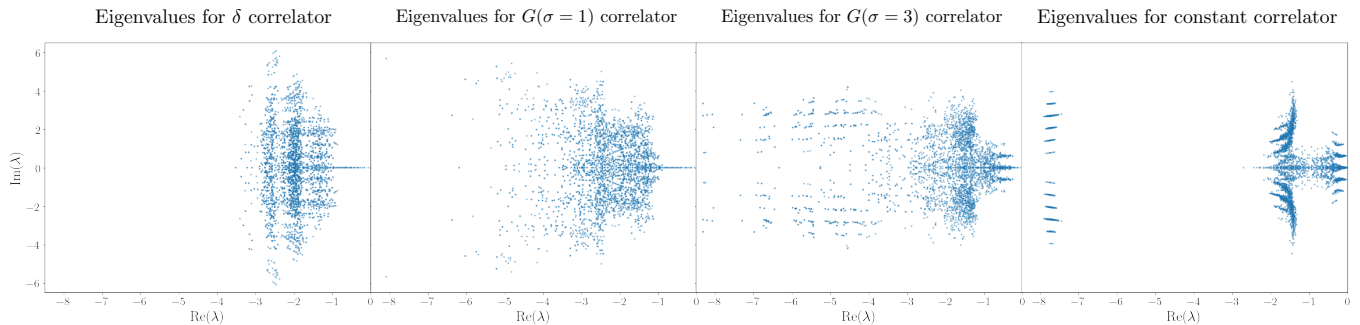 Eigenvalues for δ correlator
Eigenvalues for G(σ = 1) correlator
Eigenvalues for G(σ = 3) correlator
Eigenvalues for constant correlator
Im(λ)
6
4
2
0
−2
−4
−6
−8 −7 −6 −5 −4 −3 −2 −1 0
−8 −7 −6 −5 −4 −3 −2 −1 0
−8 −7 −6 −5 −4 −3 −2 −1 0
−8 −7 −6 −5 −4 −3 −2 −1 0
Re(λ)
Re(λ)
Re(λ)
Re(λ)